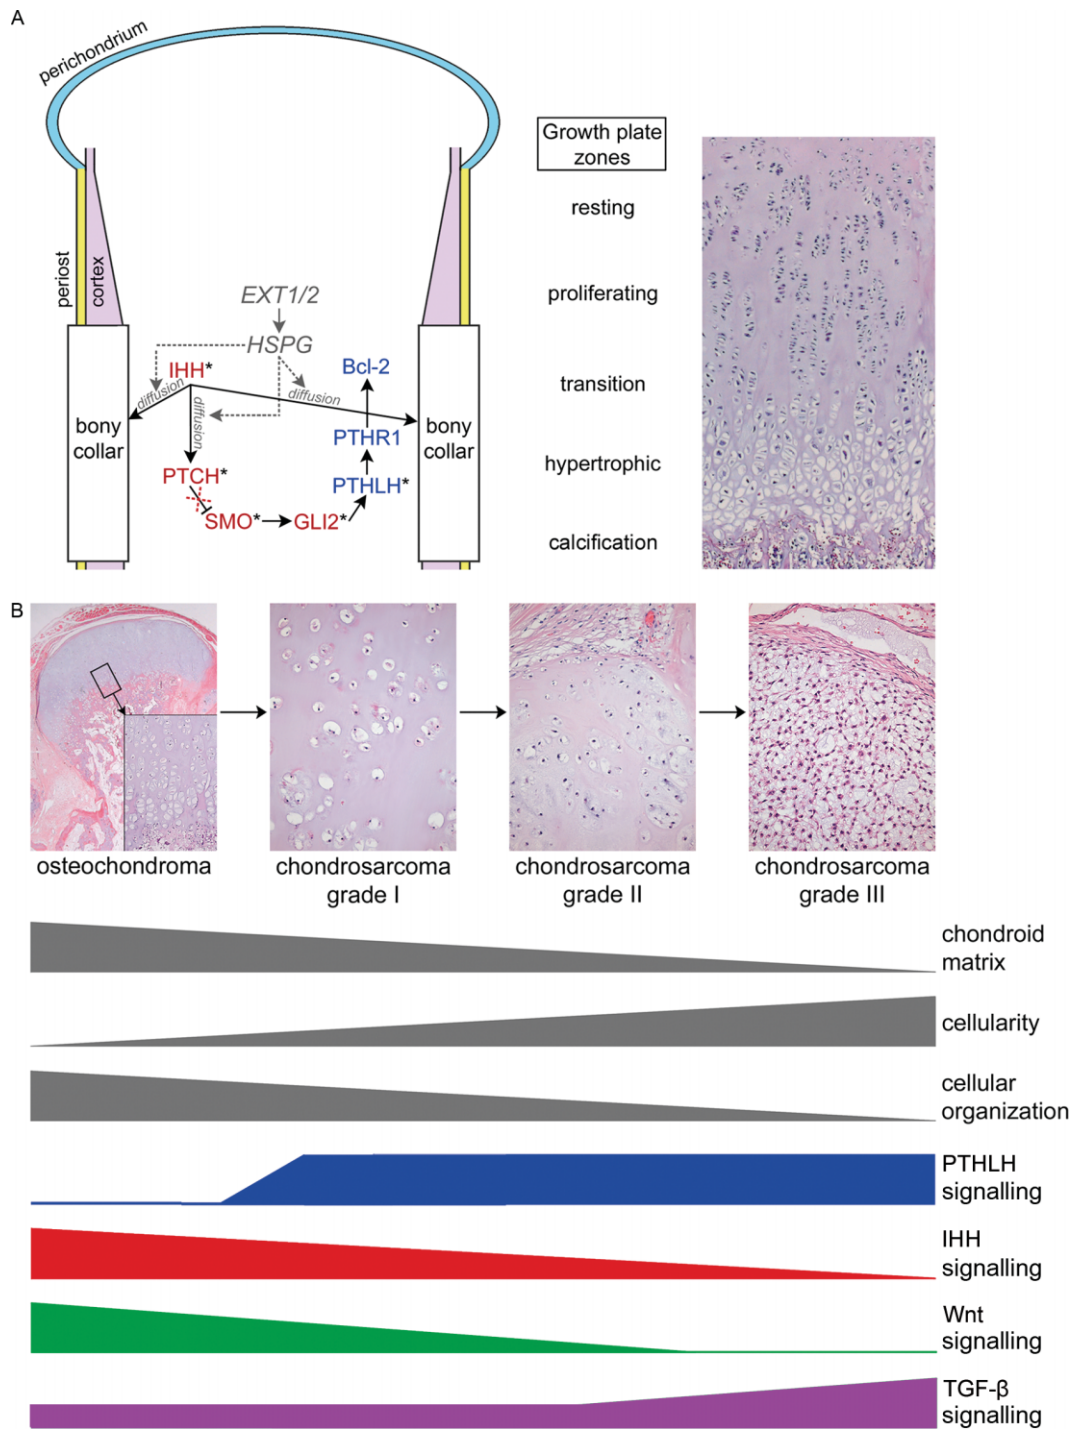 A
perichondrium
Growth plate
zones
resting
proliferating
transition
hypertrophic
calcification
periost
cortex
EXT1/2
HSPG
IHH*
diffusion
diffusion
diffusion
Bcl-2
PTHR1
PTHLH*
PTCH*
SMO*
GLI2*
bony
collar
bony
collar
B
osteochondroma
chondrosarcoma
grade I
chondrosarcoma
grade II
chondrosarcoma
grade III
chondroid
matrix
cellularity
cellular
organization
PTHLH
signalling
IHH
signalling
Wnt
signalling
TGF-β
signalling